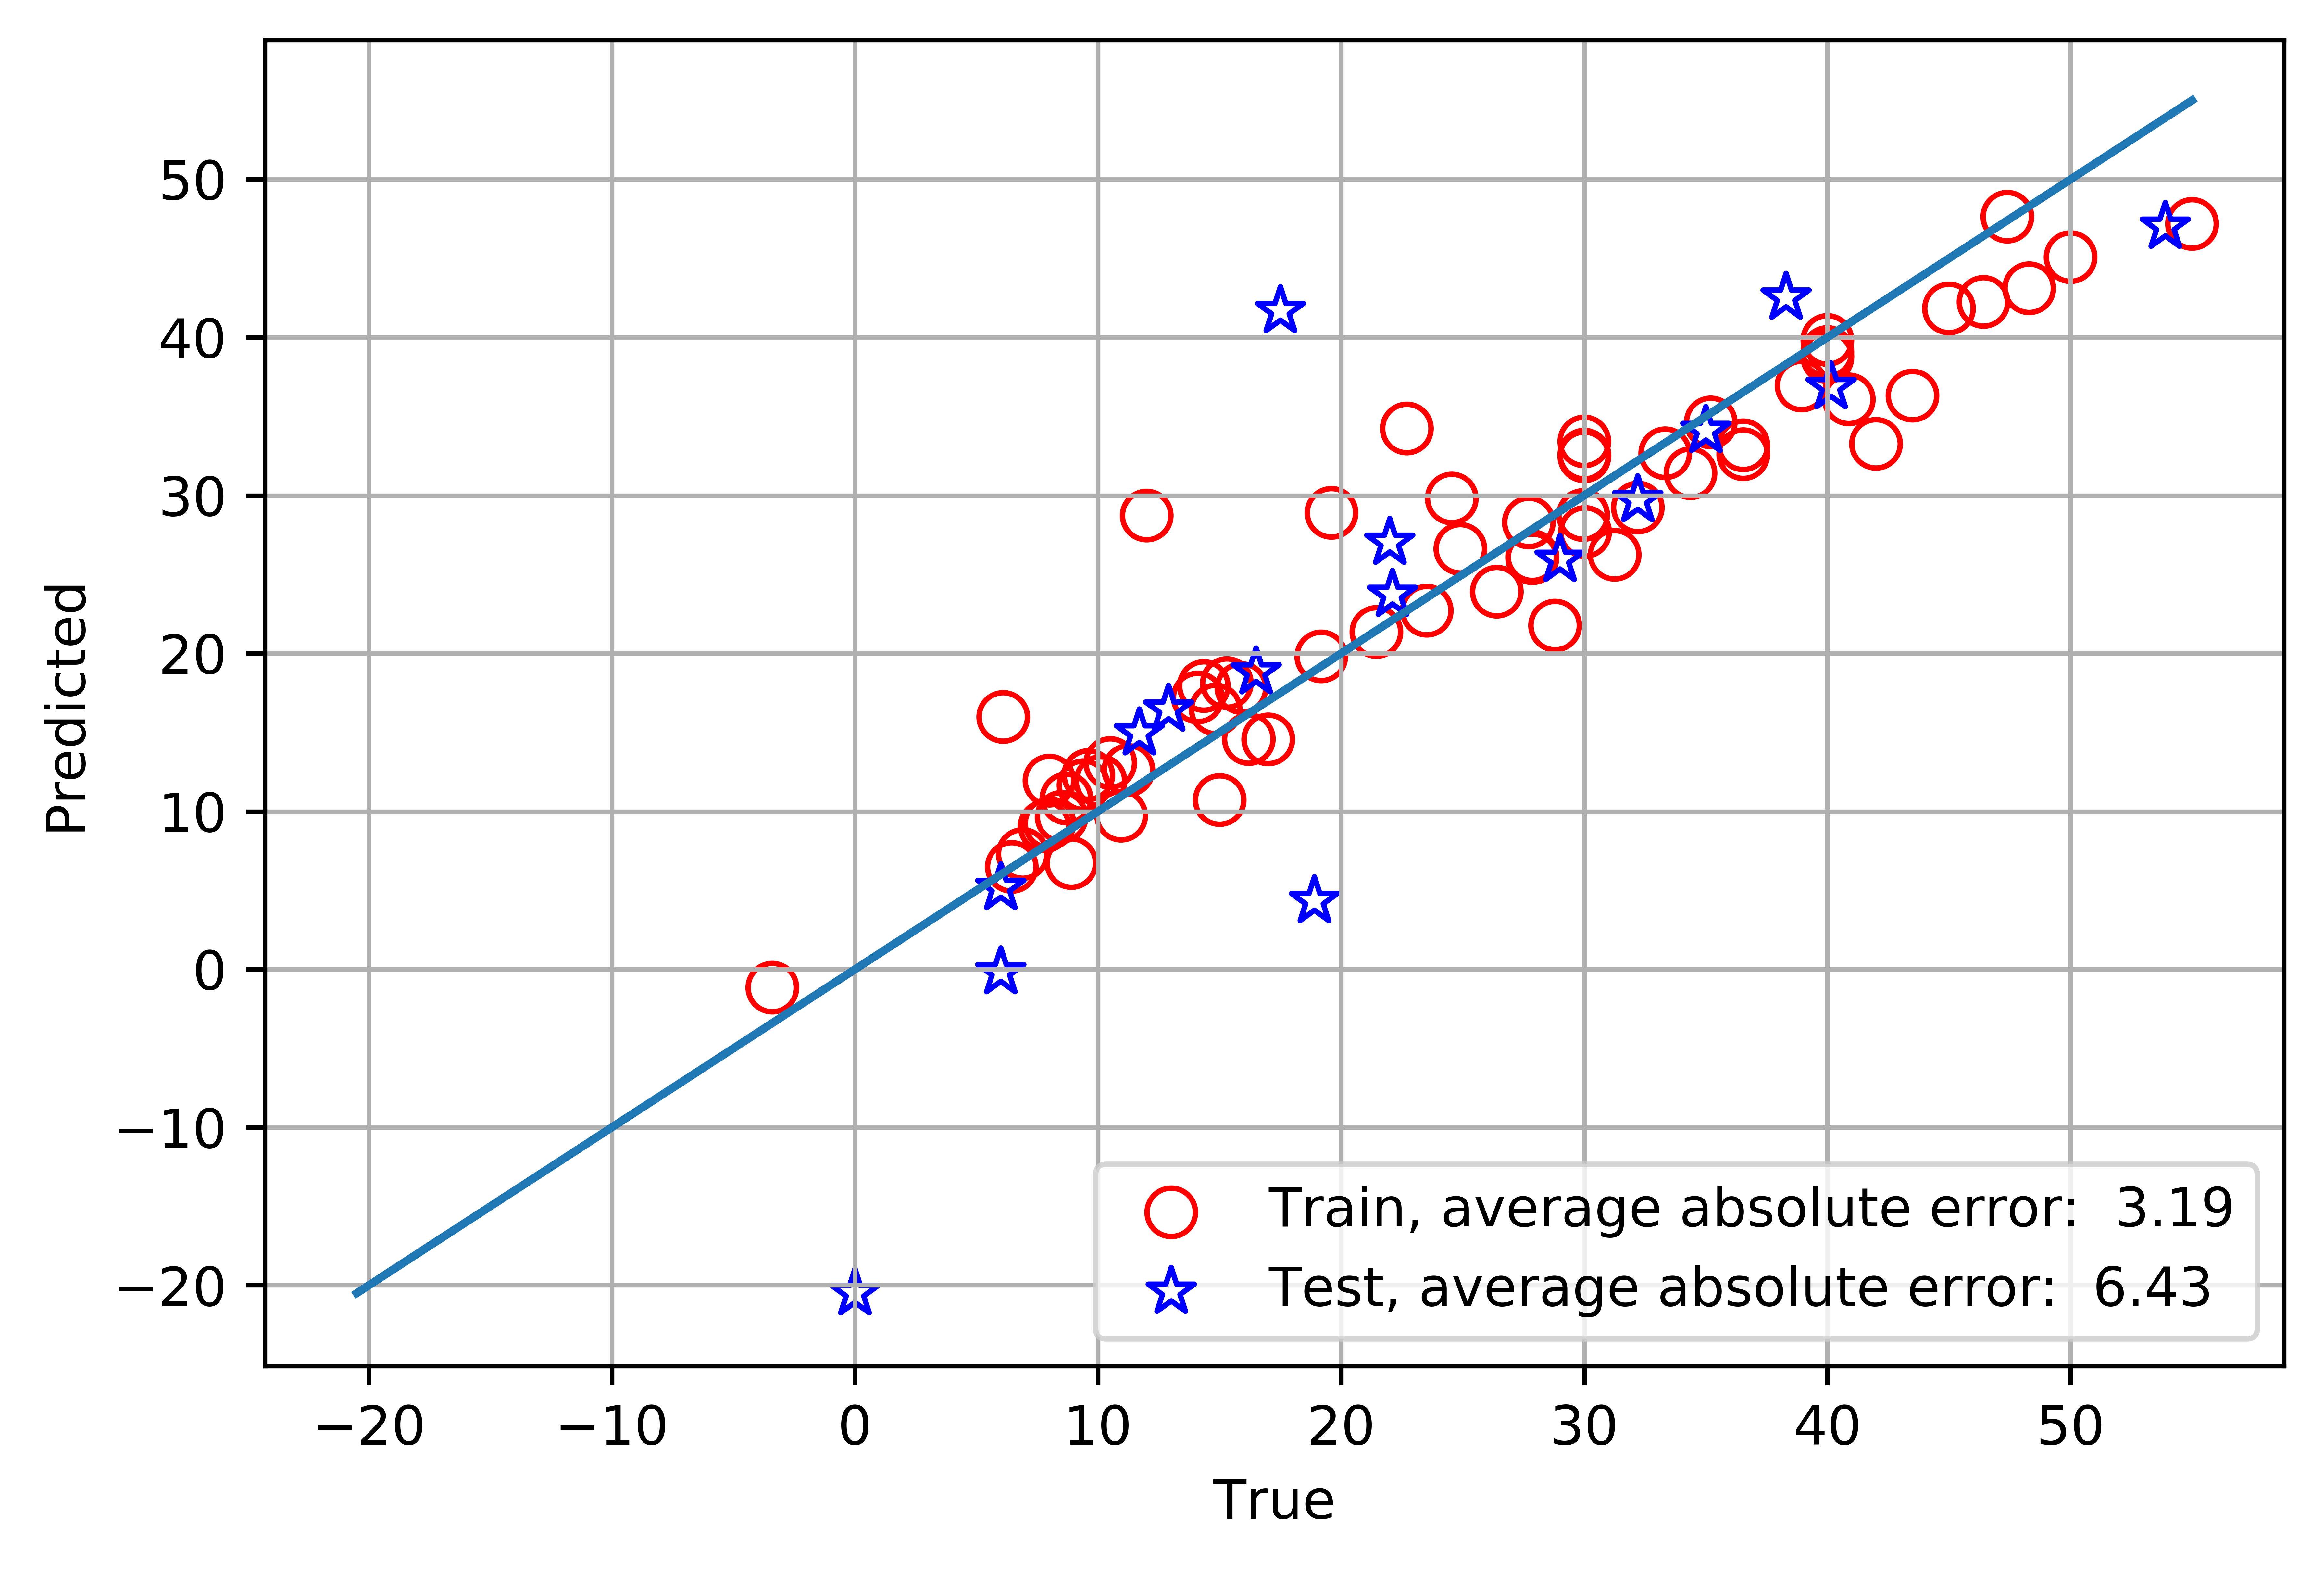 Predicted
50
40
30
20
10
0
−10
−20
Train, average absolute error:  3.19
Test, average absolute error:  6.43
−20 −10 0 10 20 30 40 50
True